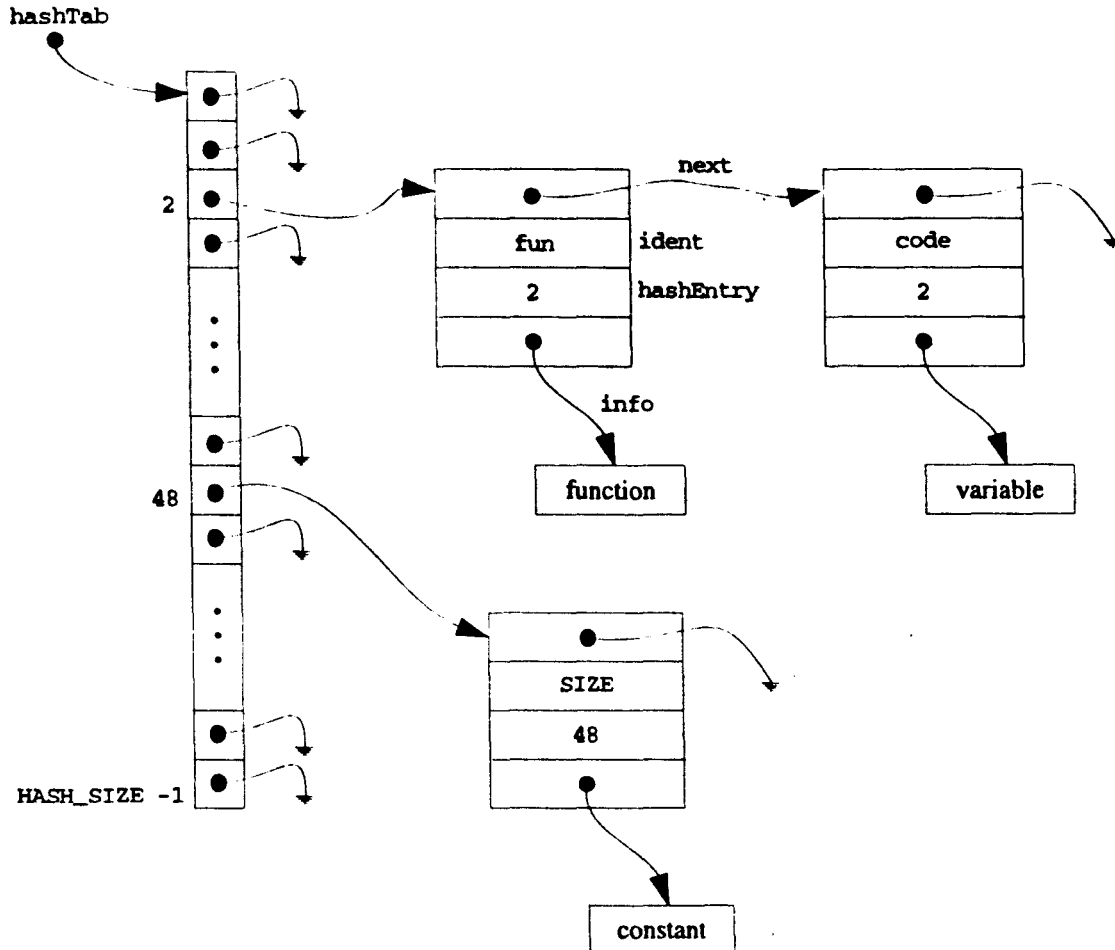 hashTab
next
2
fun
ident
code
2
hashEntry
2
info
48
function
variable
SIZE
48
HASH_SIZE -1
constant